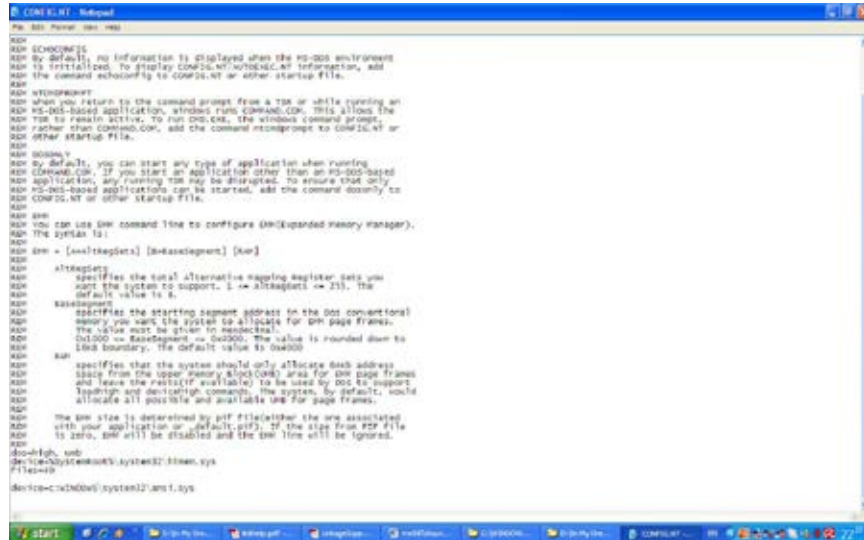 CONFIG.NT - Notepad
File Edit Format View Help
REM
REM ECHOCONFIG
REM By default, no information is displayed when the MS-DOS environment
REM is initialized. To display CONFIG.NT/AUTOEXEC.NT information, add
REM the command echoconfig to CONFIG.NT or other startup file.
REM
REM NTCMDPROMPT
REM When you return to the command prompt from a TSR or while running an
REM MS-DOS-based application, Windows runs COMMAND.COM. This allows the
REM TSR to remain active. To run CMD.EXE, the Windows command prompt,
REM rather than COMMAND.COM, add the command ntcmdprompt to CONFIG.NT or
REM other startup file.
REM
REM DOSONLY
REM By default, you can start any type of application when running
REM COMMAND.COM. If you start an application other than an MS-DOS-based
REM application, any running TSR may be disrupted. To ensure that only
REM MS-DOS-based applications can be started, add the command dosonly to
REM CONFIG.NT or other startup file.
REM
REM EMM
REM You can use EMM command line to configure EMM(Expanded Memory Manager).
REM The syntax is:
REM
REM EMM = [A=AltRegSets] [B=BaseSegment] [RAM]
REM
REM AltRegSets
REM specifies the total Alternative Mapping Register Sets you
REM want the system to support. 1 <= AltRegSets <= 255. The
REM default value is 8.
REM BaseSegment
REM specifies the starting segment address in the Dos conventional
REM memory you want the system to allocate for EMM page frames.
REM The value must be given in Hexdecimal.
REM 0x1000 <= BaseSegment <= 0x4000. The value is rounded down to
REM 16KB boundary. The default value is 0x4000
REM RAM
REM specifies that the system should only allocate 64Kb address
REM space from the Upper Memory Block(UMB) area for EMM page frames
REM and leave the rests(if available) to be used by DOS to support
REM loadhigh and devicehigh commands. The system, by default, would
REM allocate all possible and available UMB for page frames.
REM
REM The EMM size is determined by pif file(either the one associated
REM with your application or _default.pif). If the size from PIF file
REM is zero, EMM will be disabled and the EMM line will be ignored.
REM
dos=high, umb
device=%SystemRoot%\system32\himem.sys
files=40
device=c:\WINDOWS\system32\ansi.sys
start
CONFIG.NT -